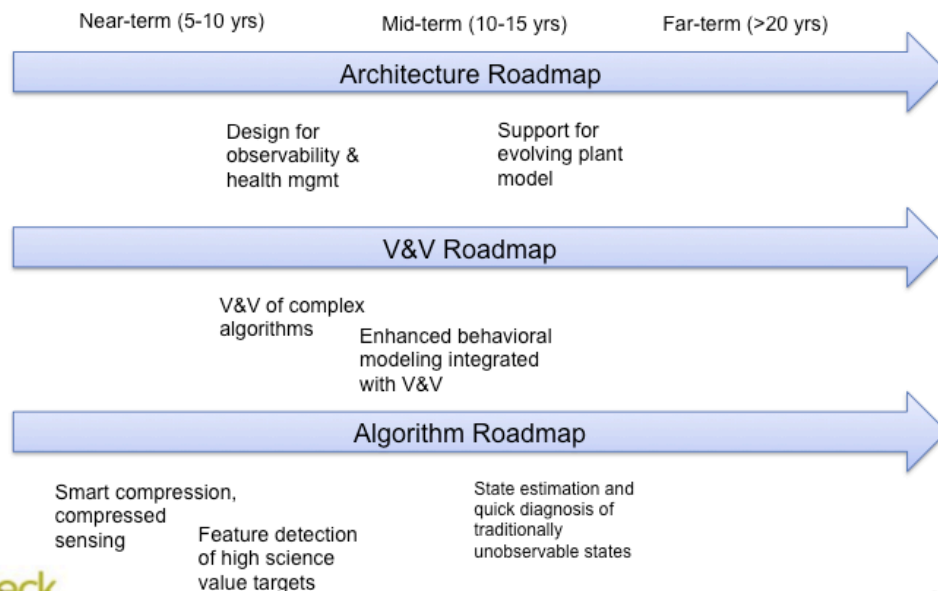 Near-term (5-10 yrs)
Mid-term (10-15 yrs)
Far-term (>20 yrs)
Architecture Roadmap
Design for
observability &
health mgmt
Support for
evolving plant
model
V&V Roadmap
V&V of complex
algorithms
Enhanced behavioral
modeling integrated
with V&V
Algorithm Roadmap
Smart compression,
compressed
sensing
Feature detection
of high science
value targets
State estimation and
quick diagnosis of
traditionally
unobservable states